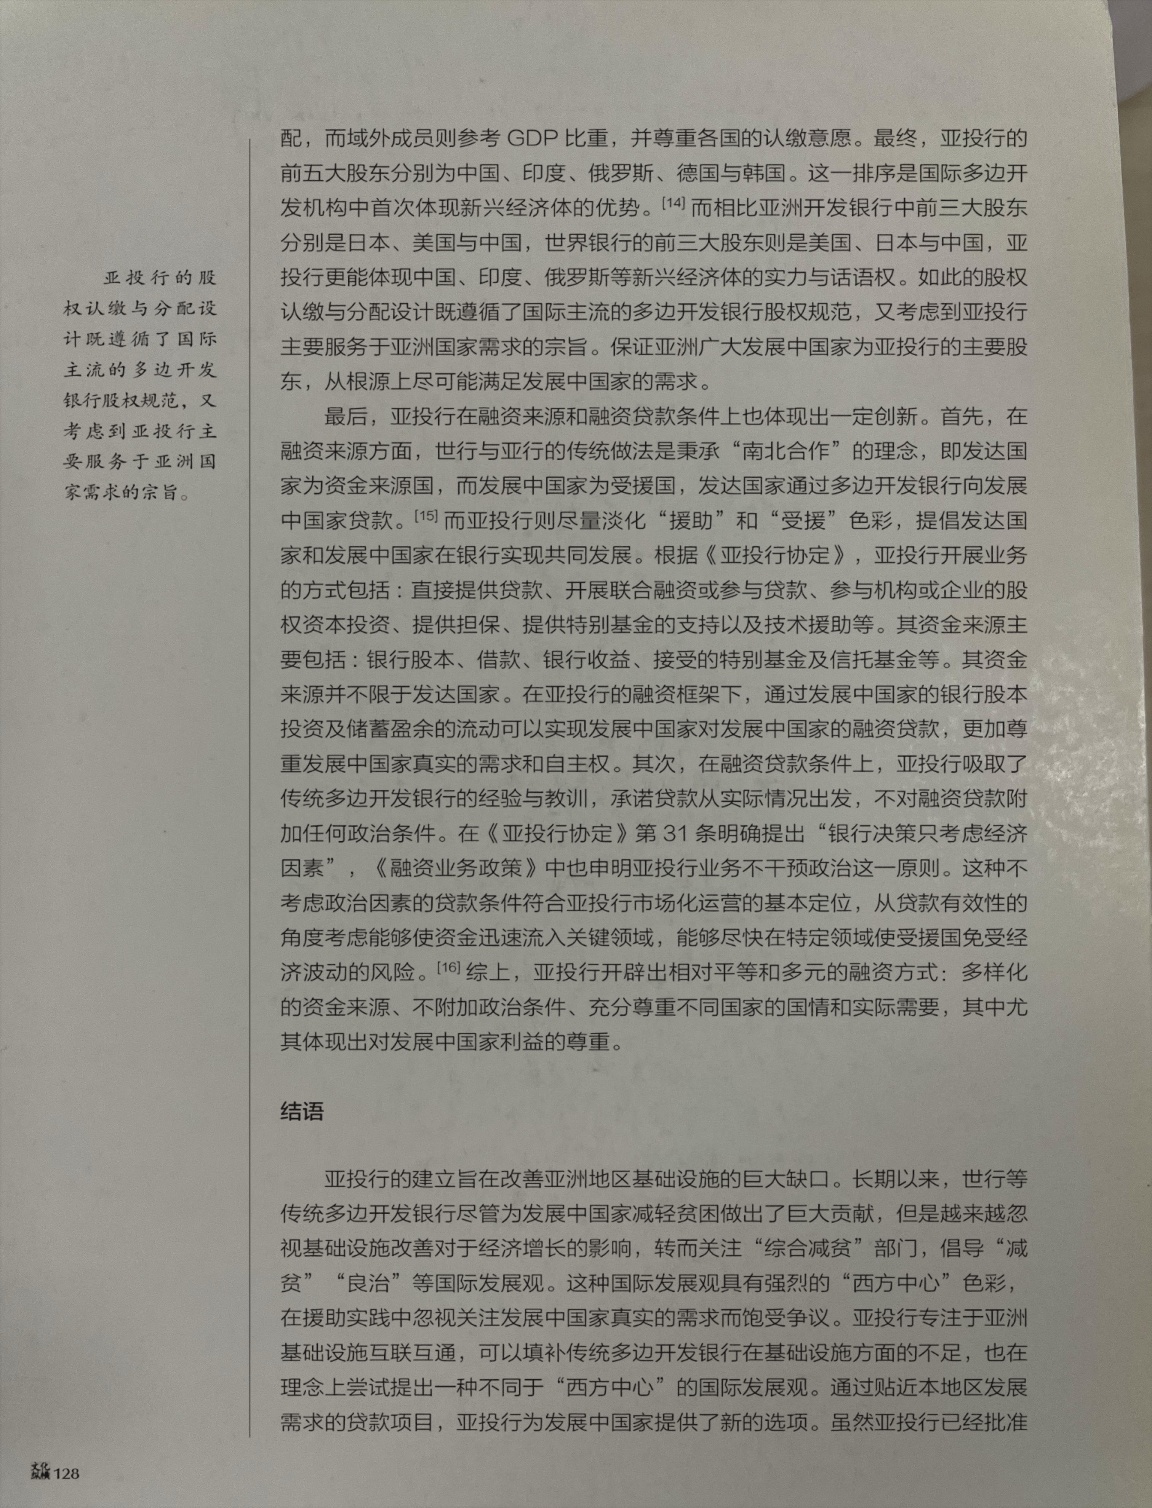 亚投行的股
权认缴与分配设
计既遵循了国际
主流的多边开发
银行股权规范，又
考虑到亚投行主
要服务于亚洲国
家需求的宗旨。
配，而域外成员则参考 GDP 比重，并尊重各国的认缴意愿。最终，亚投行的
前五大股东分别为中国、印度、俄罗斯、德国与韩国。这一排序是国际多边开
发机构中首次体现新兴经济体的优势。[14] 而相比亚洲开发银行中前三大股东
分别是日本、美国与中国，世界银行的前三大股东则是美国、日本与中国，亚
投行更能体现中国、印度、俄罗斯等新兴经济体的实力与话语权。如此的股权
认缴与分配设计既遵循了国际主流的多边开发银行股权规范，又考虑到亚投行
主要服务于亚洲国家需求的宗旨。保证亚洲广大发展中国家为亚投行的主要股
东，从根源上尽可能满足发展中国家的需求。
最后，亚投行在融资来源和融资贷款条件上也体现出一定创新。首先，在
融资来源方面，世行与亚行的传统做法是秉承“南北合作”的理念，即发达国
家为资金来源国，而发展中国家为受援国，发达国家通过多边开发银行向发展
中国家贷款。[15] 而亚投行则尽量淡化“援助”和“受援”色彩，提倡发达国
家和发展中国家在银行实现共同发展。根据《亚投行协定》，亚投行开展业务
的方式包括：直接提供贷款、开展联合融资或参与贷款、参与机构或企业的股
权资本投资、提供担保、提供特别基金的支持以及技术援助等。其资金来源主
要包括：银行股本、借款、银行收益、接受的特别基金及信托基金等。其资金
来源并不限于发达国家。在亚投行的融资框架下，通过发展中国家的银行股本
投资及储蓄盈余的流动可以实现发展中国家对发展中国家的融资贷款，更加尊
重发展中国家真实的需求和自主权。其次，在融资贷款条件上，亚投行吸取了
传统多边开发银行的经验与教训，承诺贷款从实际情况出发，不对融资贷款附
加任何政治条件。在《亚投行协定》第 31 条明确提出“银行决策只考虑经济
因素”，《融资业务政策》中也申明亚投行业务不干预政治这一原则。这种不
考虑政治因素的贷款条件符合亚投行市场化运营的基本定位，从贷款有效性的
角度考虑能够使资金迅速流入关键领域，能够尽快在特定领域使受援国免受经
济波动的风险。[16] 综上，亚投行开辟出相对平等和多元的融资方式：多样化
的资金来源、不附加政治条件、充分尊重不同国家的国情和实际需要，其中尤
其体现出对发展中国家利益的尊重。
结语
亚投行的建立旨在改善亚洲地区基础设施的巨大缺口。长期以来，世行等
传统多边开发银行尽管为发展中国家减轻贫困做出了巨大贡献，但是越来越忽
视基础设施改善对于经济增长的影响，转而关注“综合减贫”部门，倡导“减
贫”“良治”等国际发展观。这种国际发展观具有强烈的“西方中心”色彩，
在援助实践中忽视关注发展中国家真实的需求而饱受争议。亚投行专注于亚洲
基础设施互联互通，可以填补传统多边开发银行在基础设施方面的不足，也在
理念上尝试提出一种不同于“西方中心”的国际发展观。通过贴近本地区发展
需求的贷款项目，亚投行为发展中国家提供了新的选项。虽然亚投行已经批准
文化
纵横 128